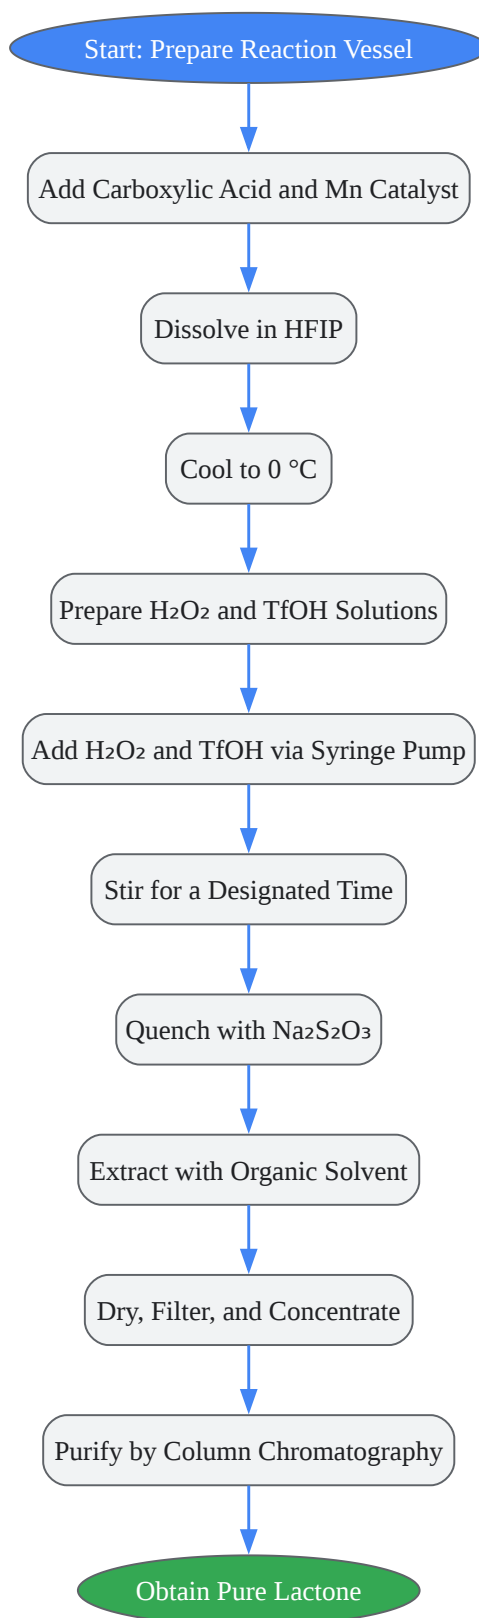 Start: Prepare Reaction Vessel
Add Carboxylic Acid and Mn Catalyst
Dissolve in HFIP
Cool to 0 °C
Prepare H₂O₂ and TfOH Solutions
Add H₂O₂ and TfOH via Syringe Pump
Stir for a Designated Time
Quench with Na₂S₂O₃
Extract with Organic Solvent
Dry, Filter, and Concentrate
Purify by Column Chromatography
Obtain Pure Lactone